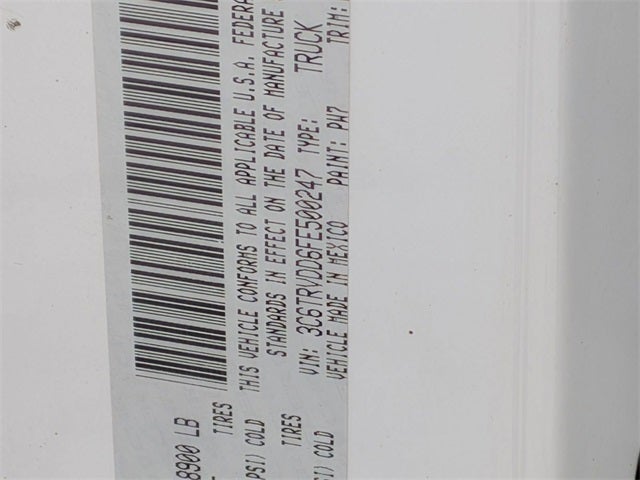 8900 LB
TIRES
PSI) COLD
TIRES
SI) COLD
THIS VEHICLE CONFORMS TO ALL APPLICABLE U.S.A. FEDERA
STANDARDS IN EFFECT ON THE DATE OF MANUFACTURE
VIN: 3C6TRVDD6FE500247 TYPE: TRUCK
VEHICLE MADE IN MEXICO PAINT: PW7 TRIM: